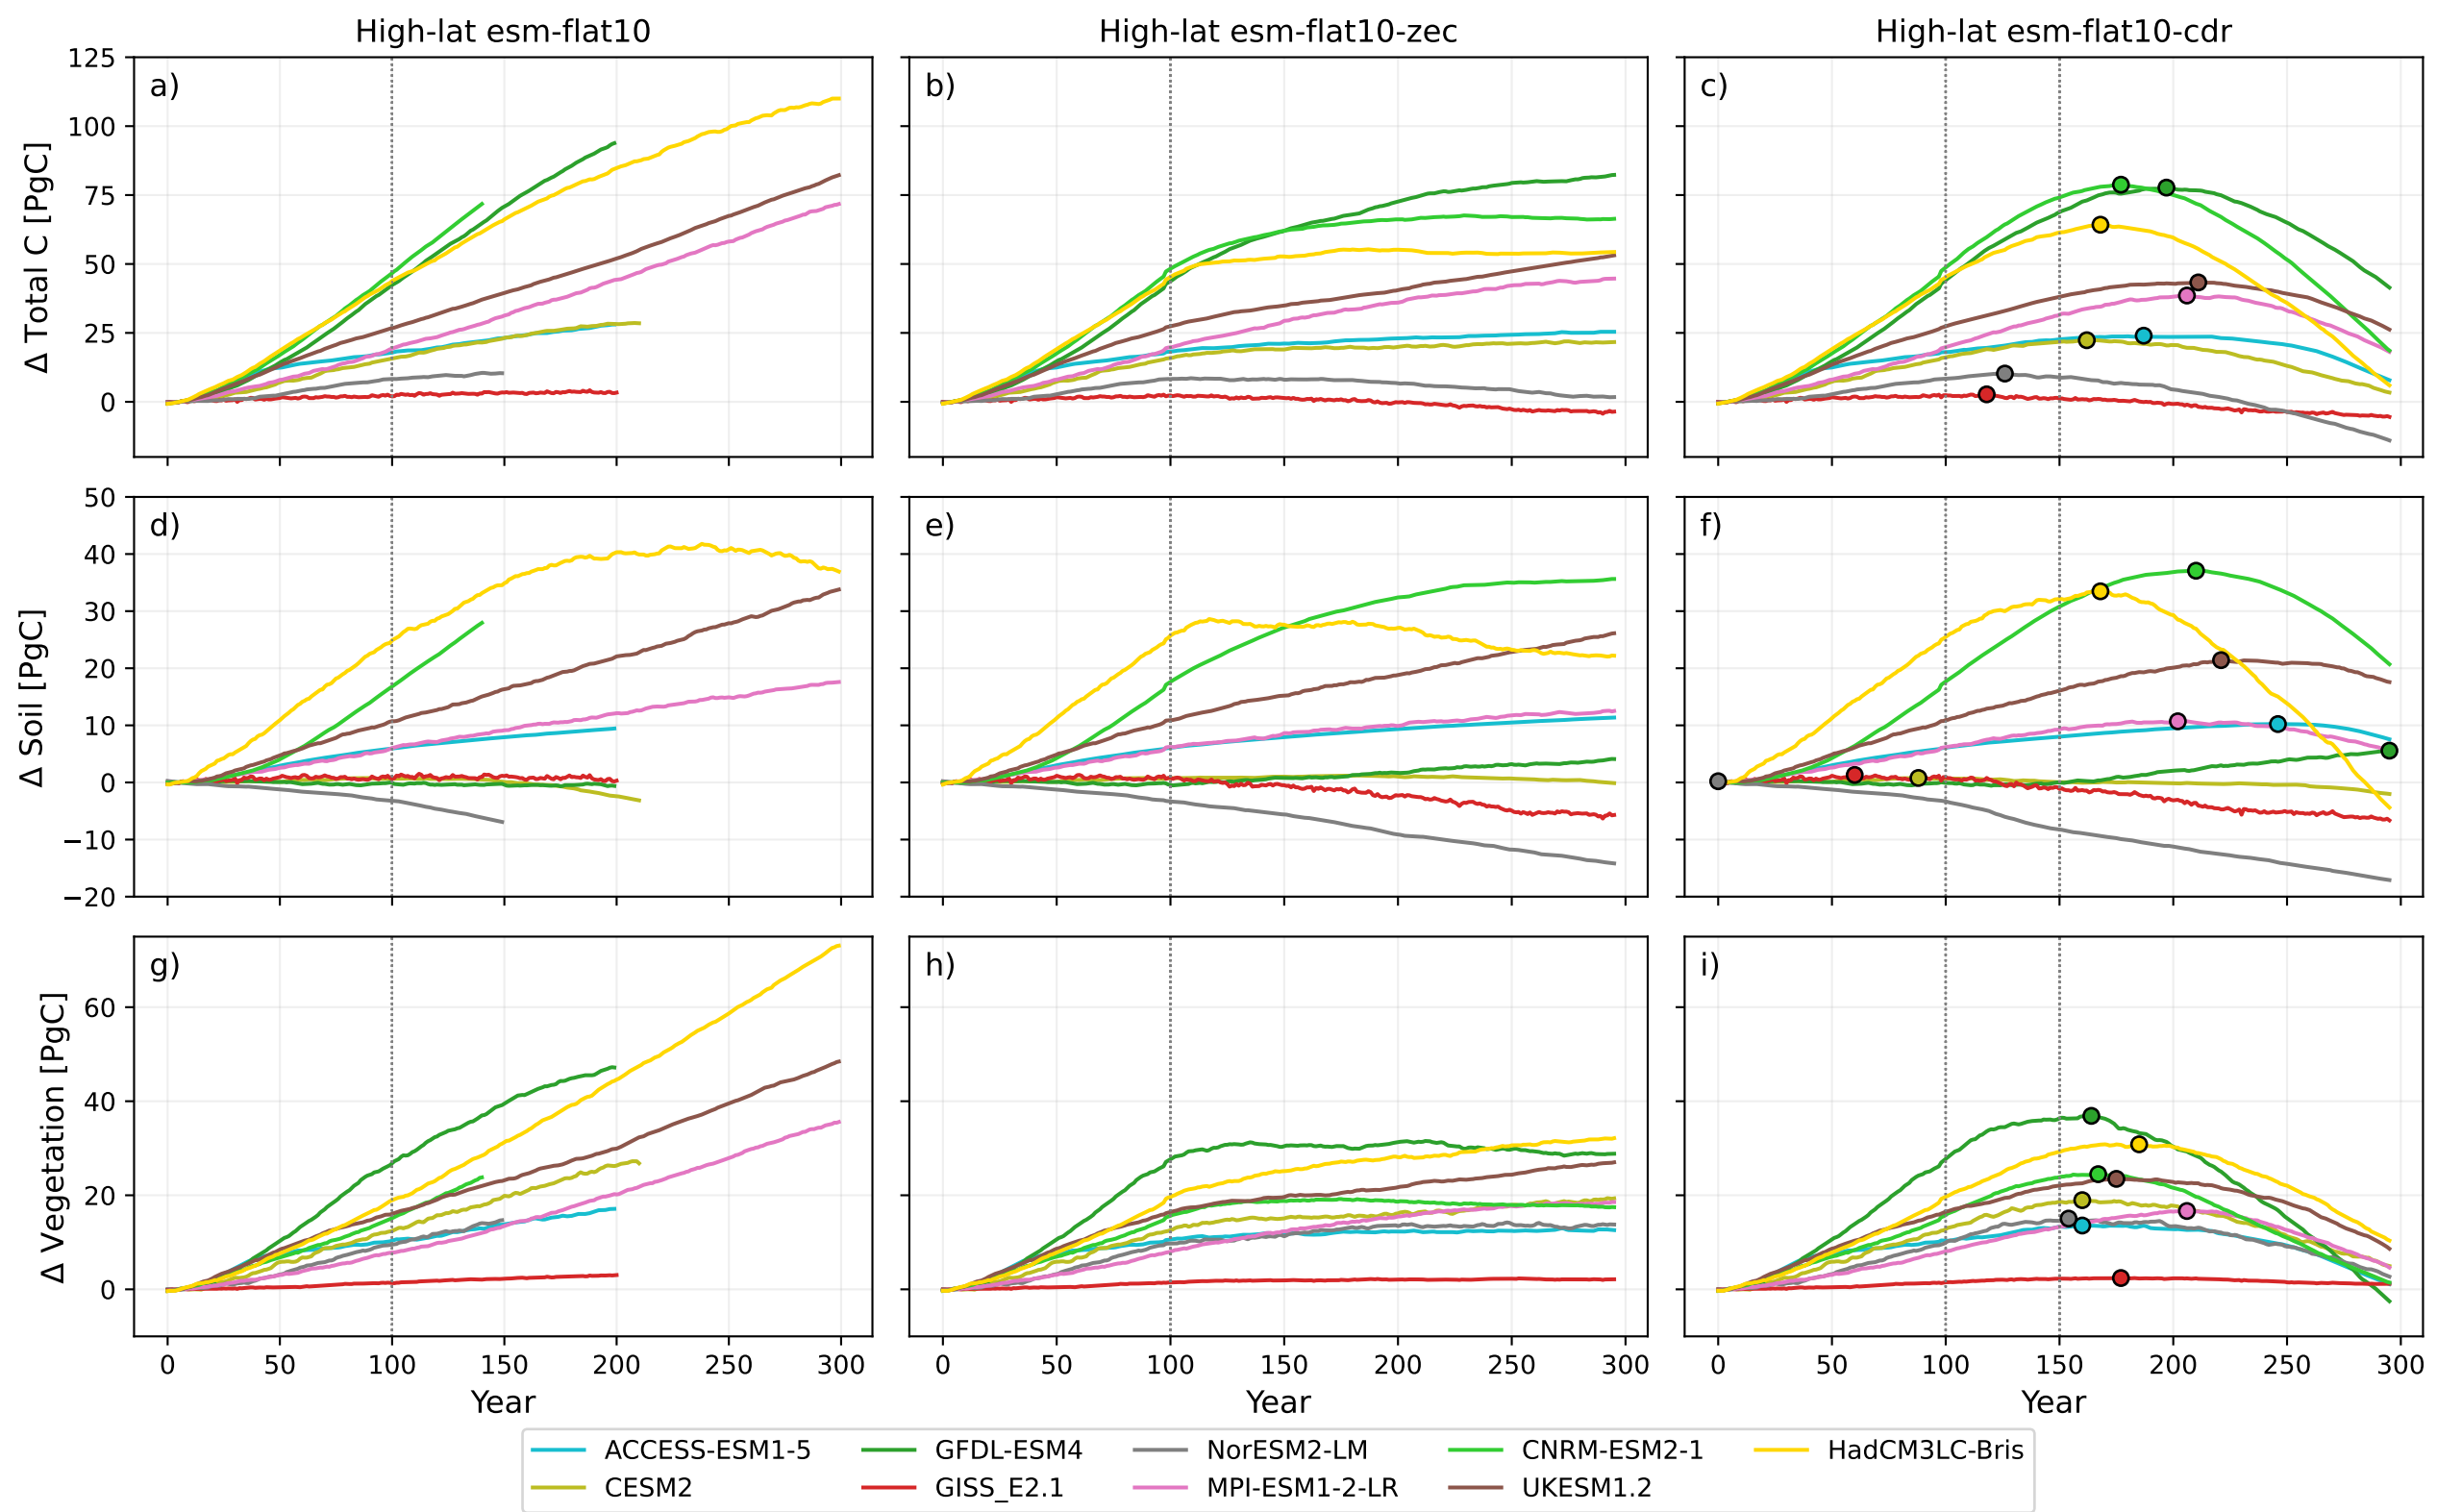 High-lat esm-flat10 High-lat esm-flat10-zec High-lat esm-flat10-cdr
a) b) c)
Δ Total C [PgC]
125
100
75
50
25
0
d) e) f)
Δ Soil [PgC]
50
40
30
20
10
0
−10
−20
g) h) i)
Δ Vegetation [PgC]
60
40
20
0
0 50 100 150 200 250 300 0 50 100 150 200 250 300 0 50 100 150 200 250 300
Year Year Year
ACCESS-ESM1-5 GFDL-ESM4 NorESM2-LM CNRM-ESM2-1 HadCM3LC-Bris
CESM2 GISS_E2.1 MPI-ESM1-2-LR UKESM1.2